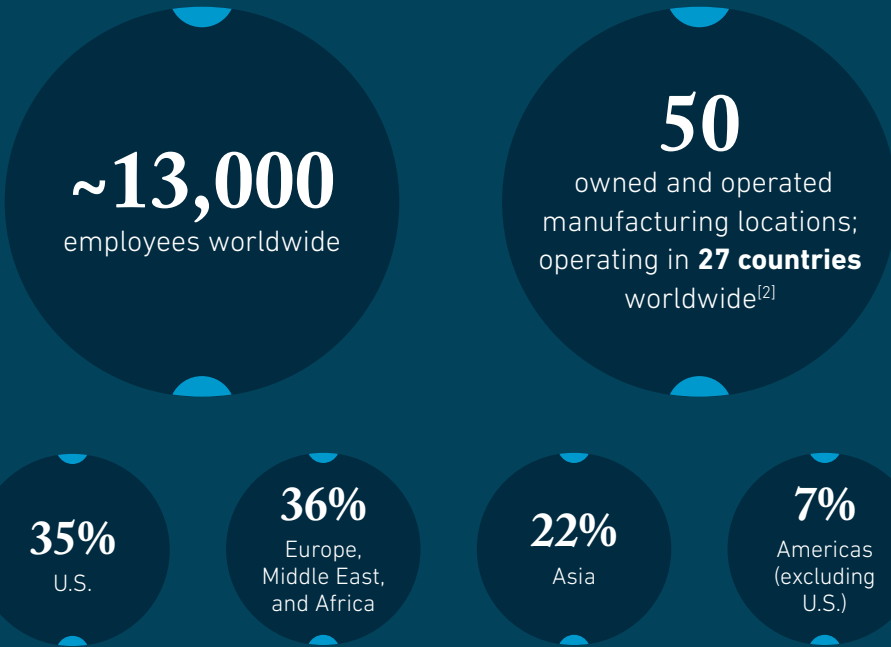 ~13,000
employees worldwide
50
owned and operated
manufacturing locations;
operating in 27 countries
worldwide[2]
35%
U.S.
36%
Europe,
Middle East,
and Africa
22%
Asia
7%
Americas
(excluding
U.S.)